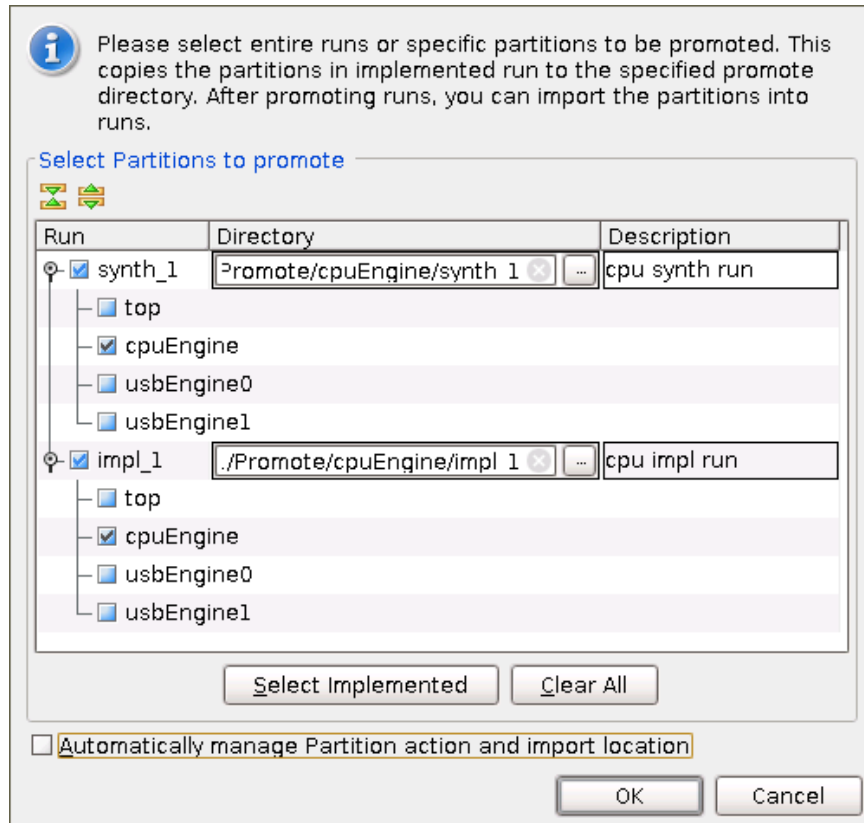 Please select entire runs or specific partitions to be promoted. This
copies the partitions in implemented run to the specified promote
directory. After promoting runs, you can import the partitions into
runs.
Select Partitions to promote
Run Directory Description
synth_1 Promote/cpuEngine/synth_1 ... cpu synth run
top
cpuEngine
usbEngine0
usbEngine1
impl_1 ./Promote/cpuEngine/impl_1 ... cpu impl run
top
cpuEngine
usbEngine0
usbEngine1
Select Implemented Clear All
Automatically manage Partition action and import location
OK Cancel